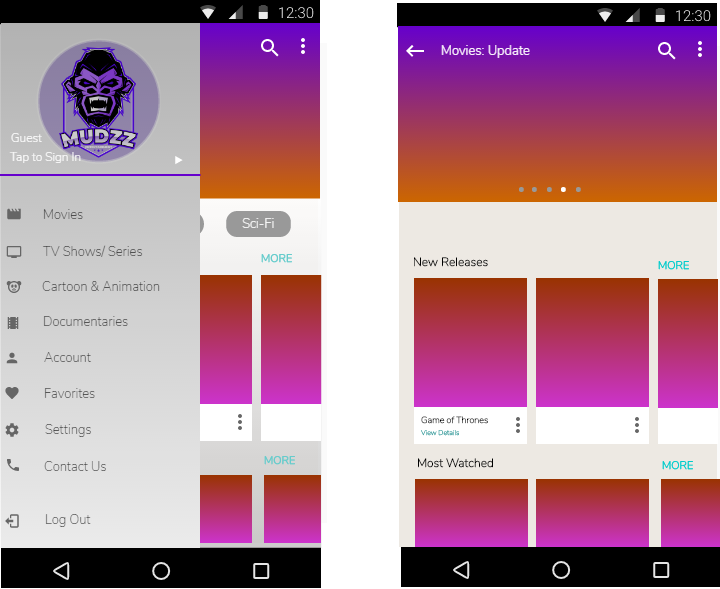 12:30
MUDZZ
Guest
Tap to Sign In
Movies
TV Shows/ Series
Cartoon & Animation
Documentaries
Account
Favorites
Settings
Contact Us
Log Out
Sci-Fi
MORE
MORE
12:30
Movies: Update
New Releases
MORE
Game of Thrones
View Details
Most Watched
MORE